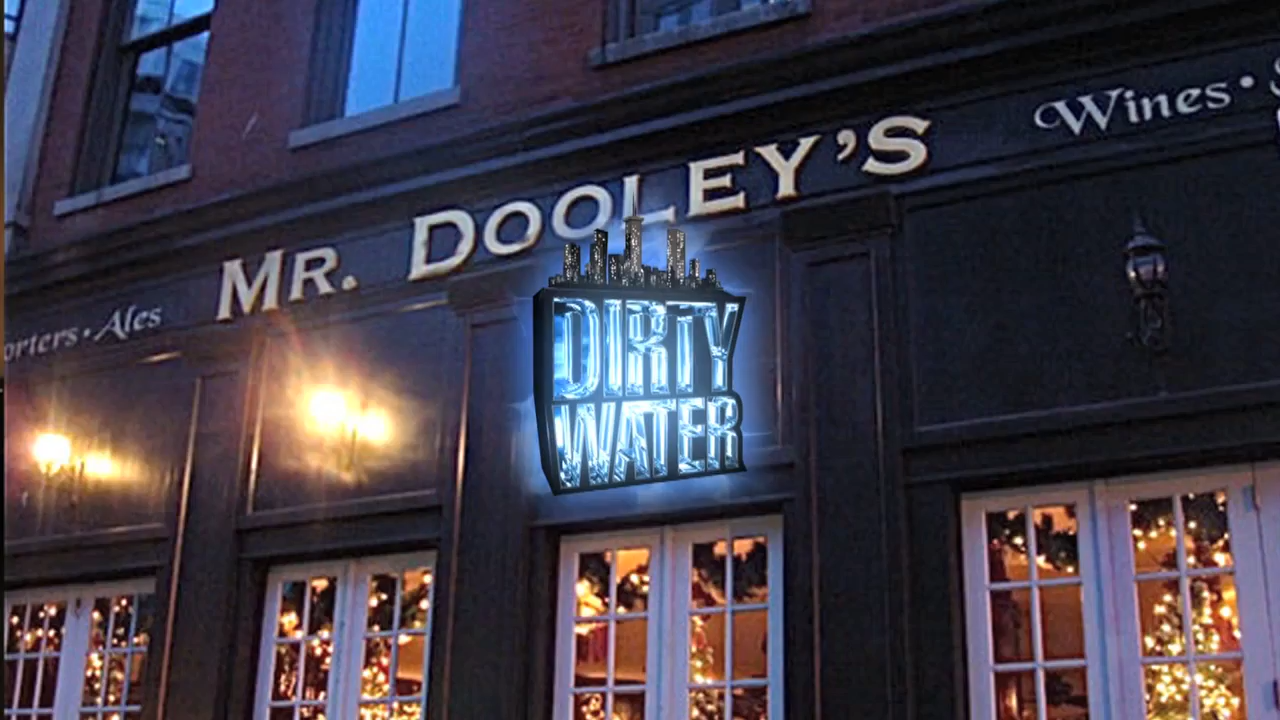 orters • Ales
MR. DOOLEY'S
Wines •
DIRTY
WATER